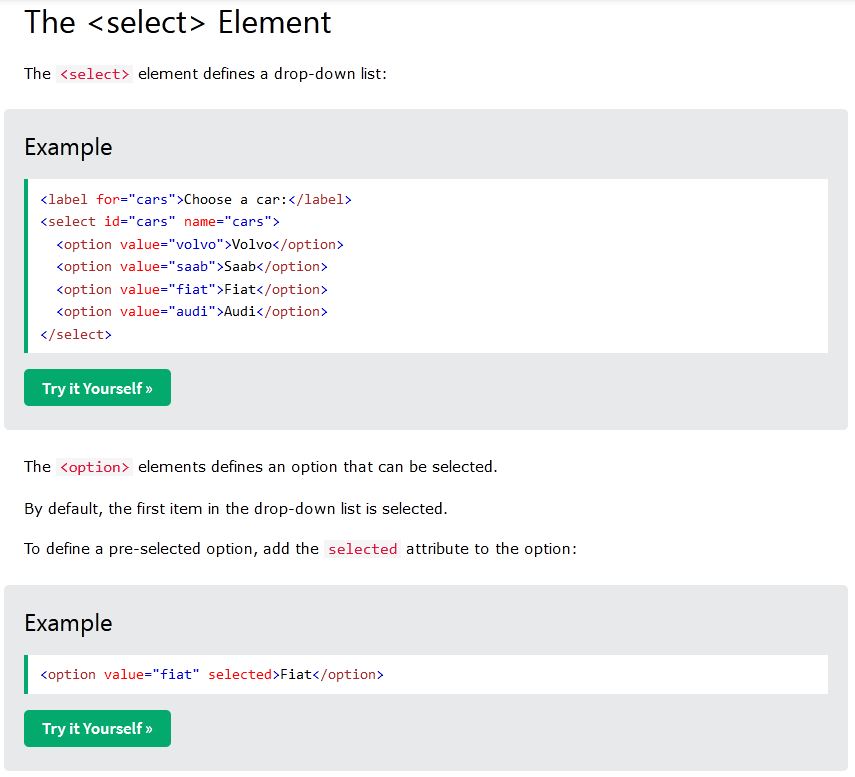 The <select> Element
The <select> element defines a drop-down list:
Example
<label for="cars">Choose a car:</label>
<select id="cars" name="cars">
  <option value="volvo">Volvo</option>
  <option value="saab">Saab</option>
  <option value="fiat">Fiat</option>
  <option value="audi">Audi</option>
</select>
Try it Yourself »
The <option> elements defines an option that can be selected.
By default, the first item in the drop-down list is selected.
To define a pre-selected option, add the selected attribute to the option:
Example
<option value="fiat" selected>Fiat</option>
Try it Yourself »